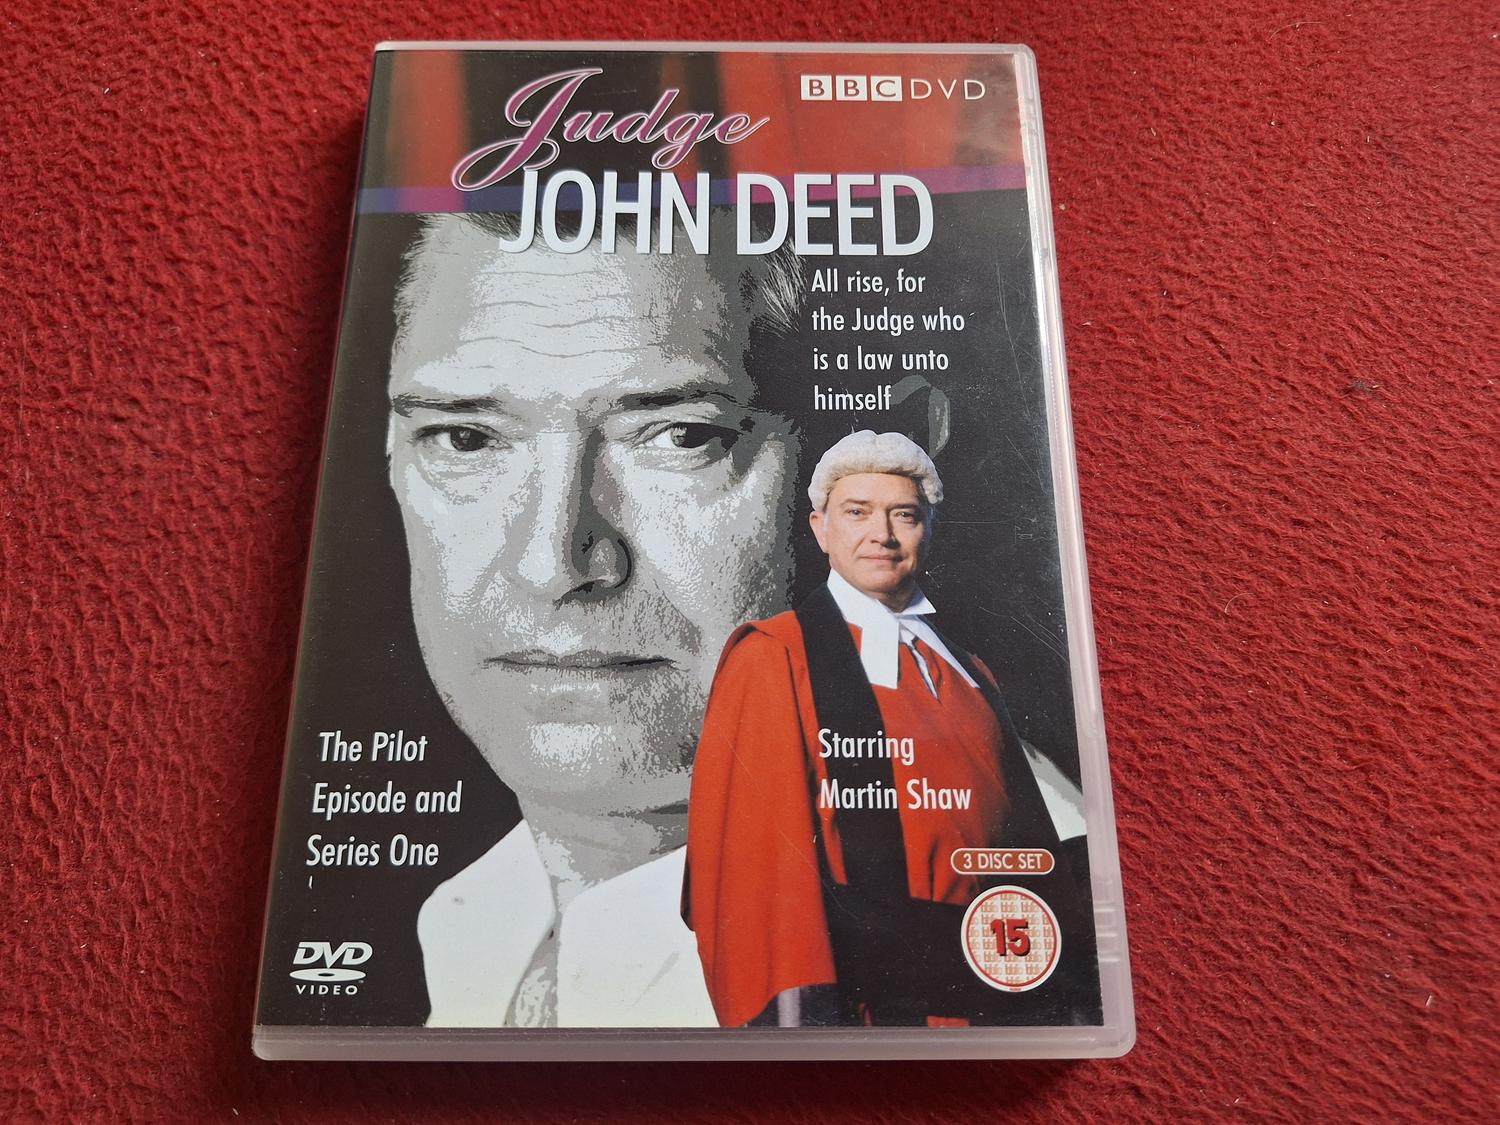 Judge
BBC DVD
JOHN DEED
All rise, for
the Judge who
is a law unto
himself
The Pilot
Episode and
Series One
Starring
Martin Shaw
3 DISC SET
15
DVD
VIDEO